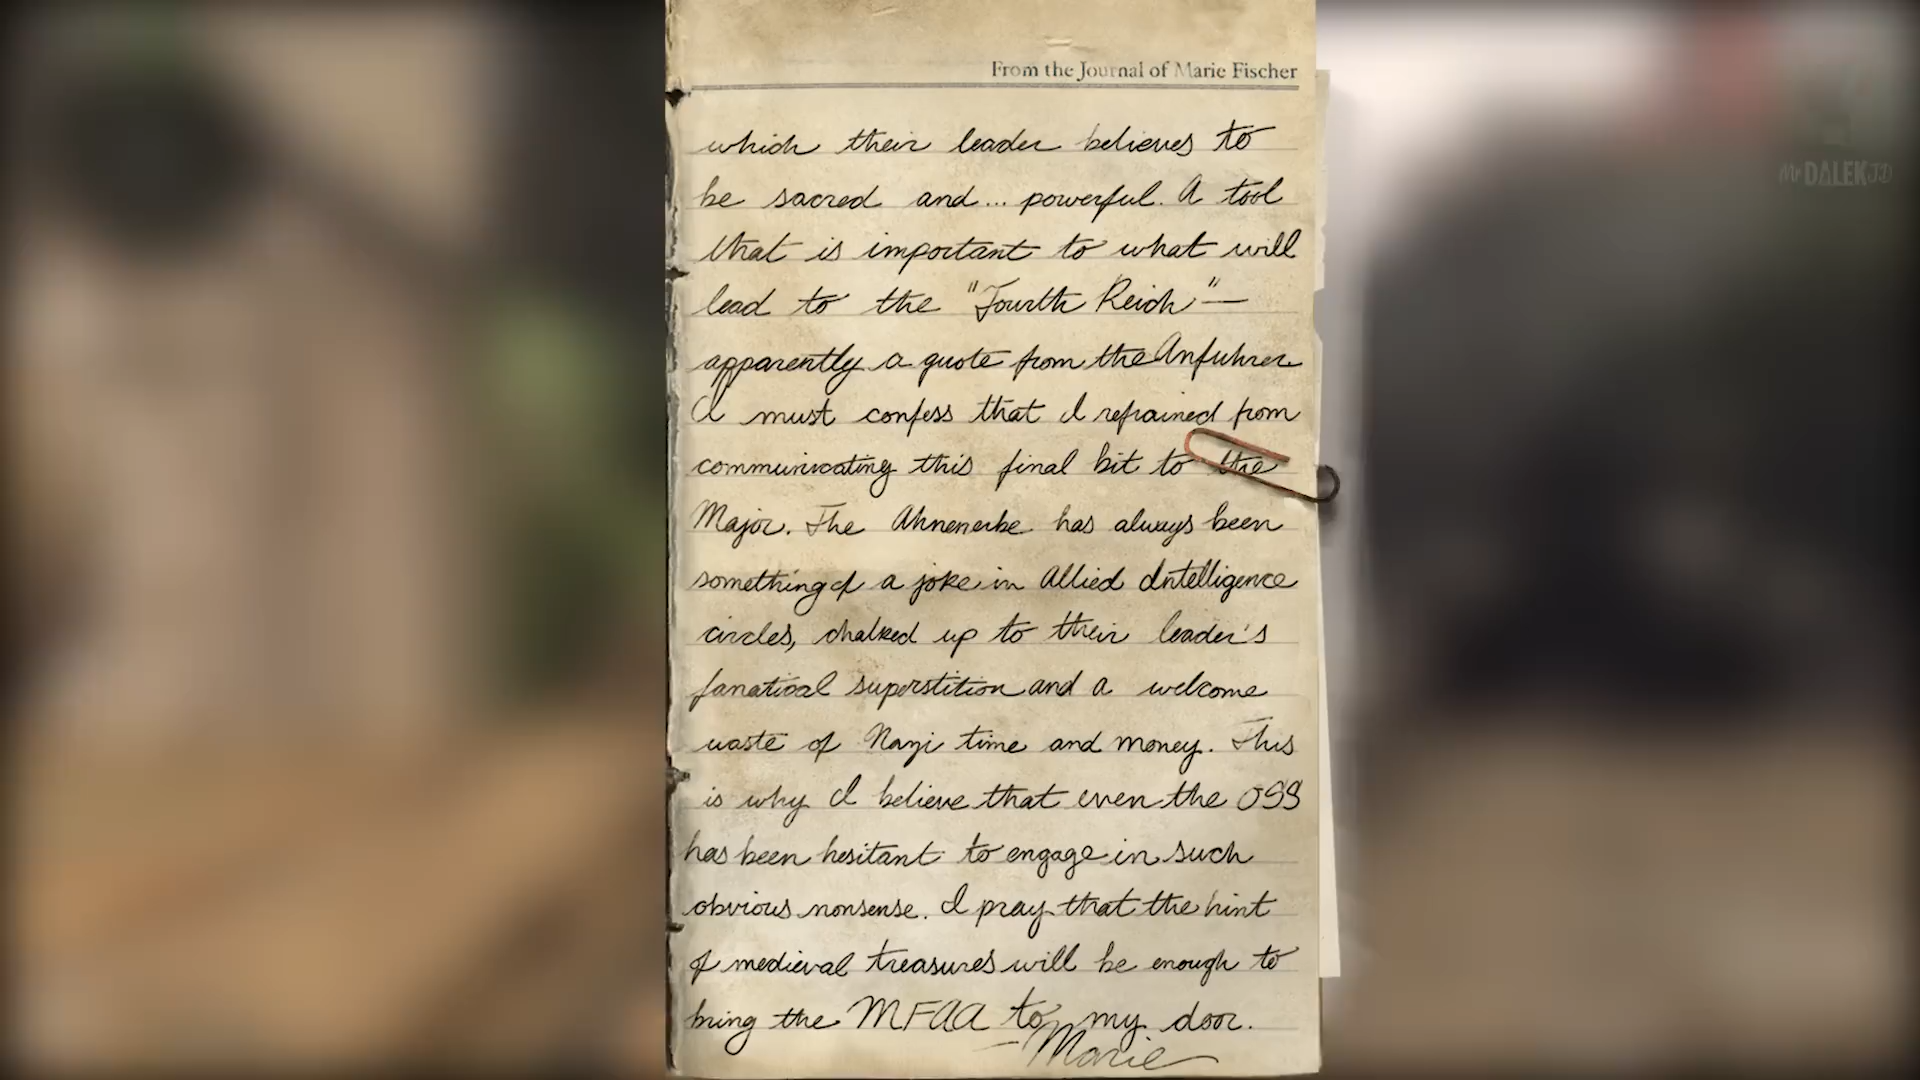 From the Journal of Marie Fischer
MrDALEKJD
which their leader believes to
be sacred and... powerful. A tool
that is important to what will
lead to the "Fourth Reich"—
apparently a quote from the Anfuhrer
I must confess that I refrained from
communicating this final bit to the
Major. The Ahnenerbe has always been
something of a joke in Allied Intelligence
circles, chalked up to their leader's
fanatical superstition and a welcome
waste of Nazi time and money. This
is why I believe that even the OSS
has been hesitant to engage in such
obvious nonsense. I pray that the hint
of medieval treasures will be enough to
bring the MFAA to my door.
— Marie